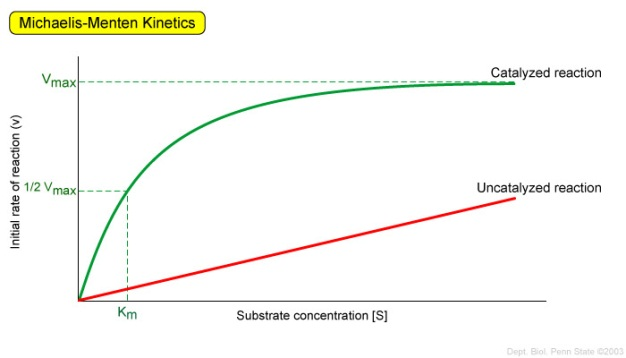 Michaelis-Menten Kinetics
Vmax
Catalyzed reaction
1/2 Vmax
Uncatalyzed reaction
Initial rate of reaction (v)
Km
Substrate concentration [S]
Dept. Biol. Penn State ©2003